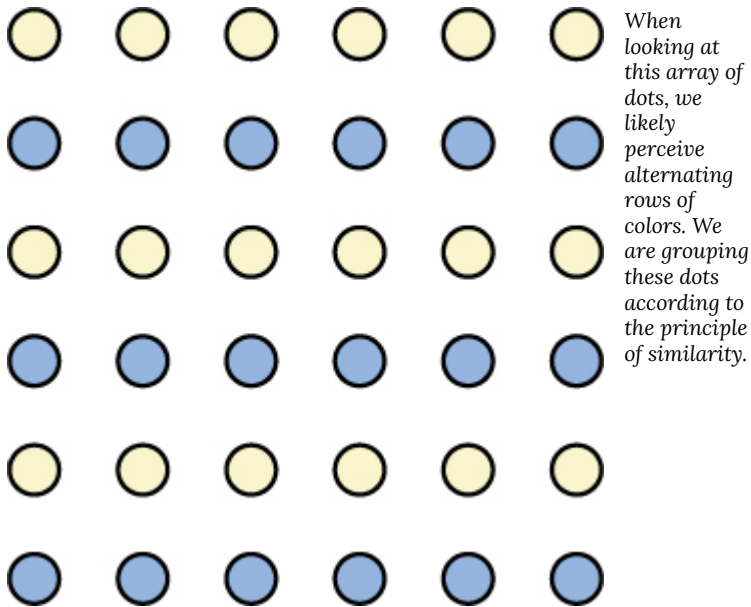 When
looking at
this array of
dots, we
likely
perceive
alternating
rows of
colors. We
are grouping
these dots
according to
the principle
of similarity.